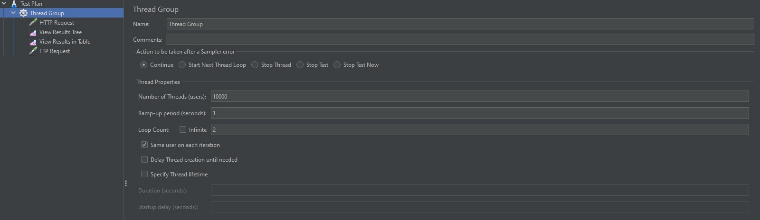 Test Plan
Thread Group
HTTP Request
View Results Tree
View Results in Table
FTP Request
Thread Group
Name: Thread Group
Comments:
Action to be taken after a Sampler error
Continue Start Next Thread Loop Stop Thread Stop Test Stop Test Now
Thread Properties
Number of Threads (users): 10000
Ramp-up period (seconds): 1
Loop Count: Infinite 2
Same user on each iteration
Delay Thread creation until needed
Specify Thread lifetime
Duration (seconds):
Startup delay (seconds):